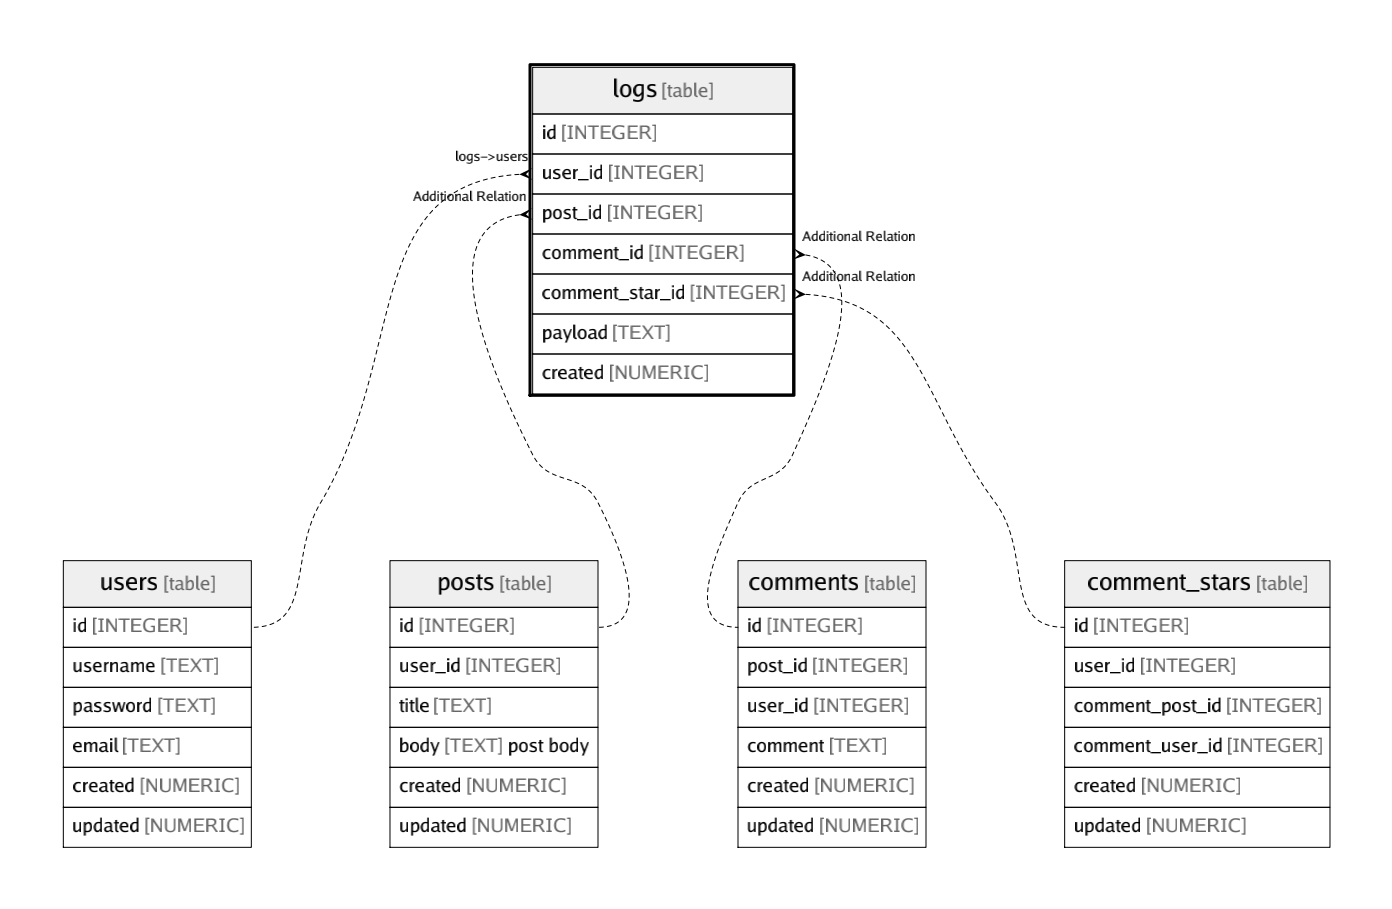 logs [table]
id [INTEGER]
logs->users
user_id [INTEGER]
Additional Relation
post_id [INTEGER]
Additional Relation
comment_id [INTEGER]
Additional Relation
comment_star_id [INTEGER]
payload [TEXT]
created [NUMERIC]
users [table]
id [INTEGER]
username [TEXT]
password [TEXT]
email [TEXT]
created [NUMERIC]
updated [NUMERIC]
posts [table]
id [INTEGER]
user_id [INTEGER]
title [TEXT]
body [TEXT] post body
created [NUMERIC]
updated [NUMERIC]
comments [table]
id [INTEGER]
post_id [INTEGER]
user_id [INTEGER]
comment [TEXT]
created [NUMERIC]
updated [NUMERIC]
comment_stars [table]
id [INTEGER]
user_id [INTEGER]
comment_post_id [INTEGER]
comment_user_id [INTEGER]
created [NUMERIC]
updated [NUMERIC]